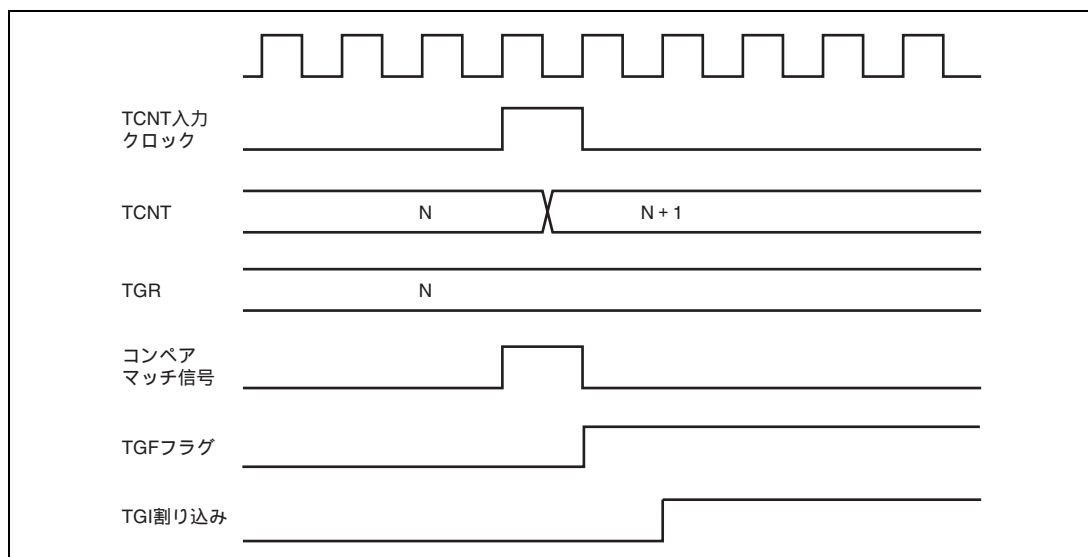 TCNT入力
クロック
TCNT
N
N + 1
TGR
N
コンペア
マッチ信号
TGFフラグ
TGI割り込み